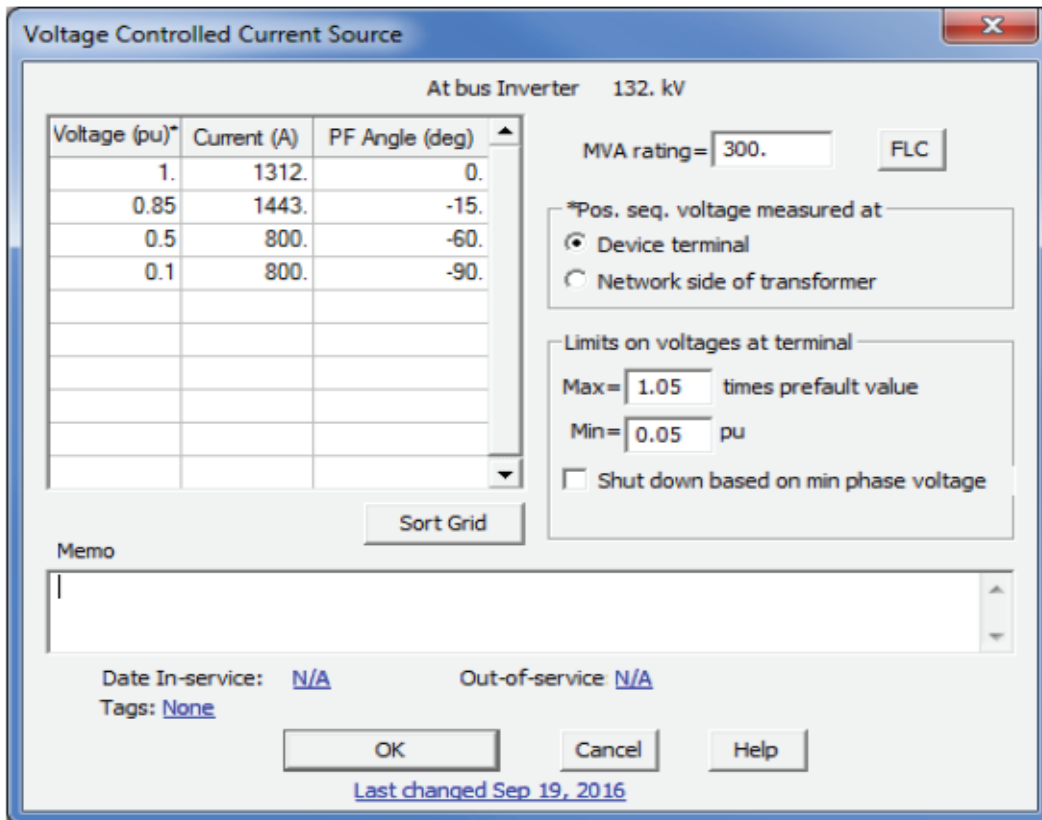 Voltage Controlled Current Source
At bus Inverter 132. kV
Voltage (pu)* Current (A) PF Angle (deg)
1. 1312. 0.
0.85 1443. -15.
0.5 800. -60.
0.1 800. -90.
MVA rating= 300. FLC
*Pos. seq. voltage measured at
Device terminal
Network side of transformer
Limits on voltages at terminal
Max= 1.05 times prefault value
Min= 0.05 pu
Shut down based on min phase voltage
Sort Grid
Memo
Date In-service: N/A Out-of-service N/A
Tags: None
OK Cancel Help
Last changed Sep 19, 2016